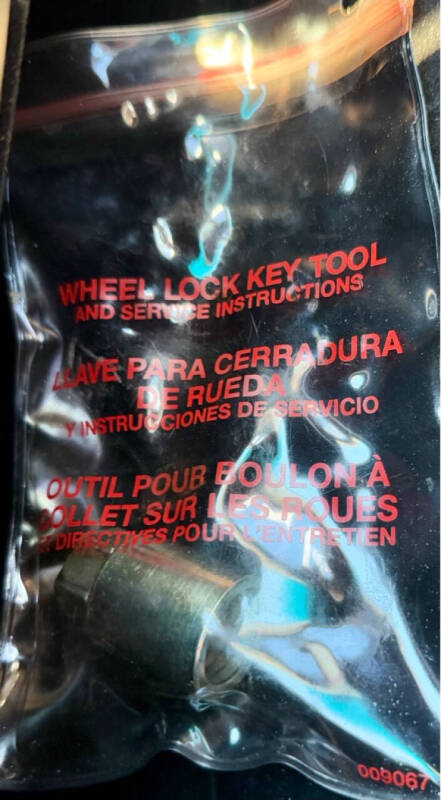 WHEEL LOCK KEY TOOL
AND SERVICE INSTRUCTIONS
LLAVE PARA CERRADURA
DE RUEDA
Y INSTRUCCIONES DE SERVICIO
OUTIL POUR BOULON À
COLLET SUR LES ROUES
ET DIRECTIVES POUR L'ENTRETIEN
009067